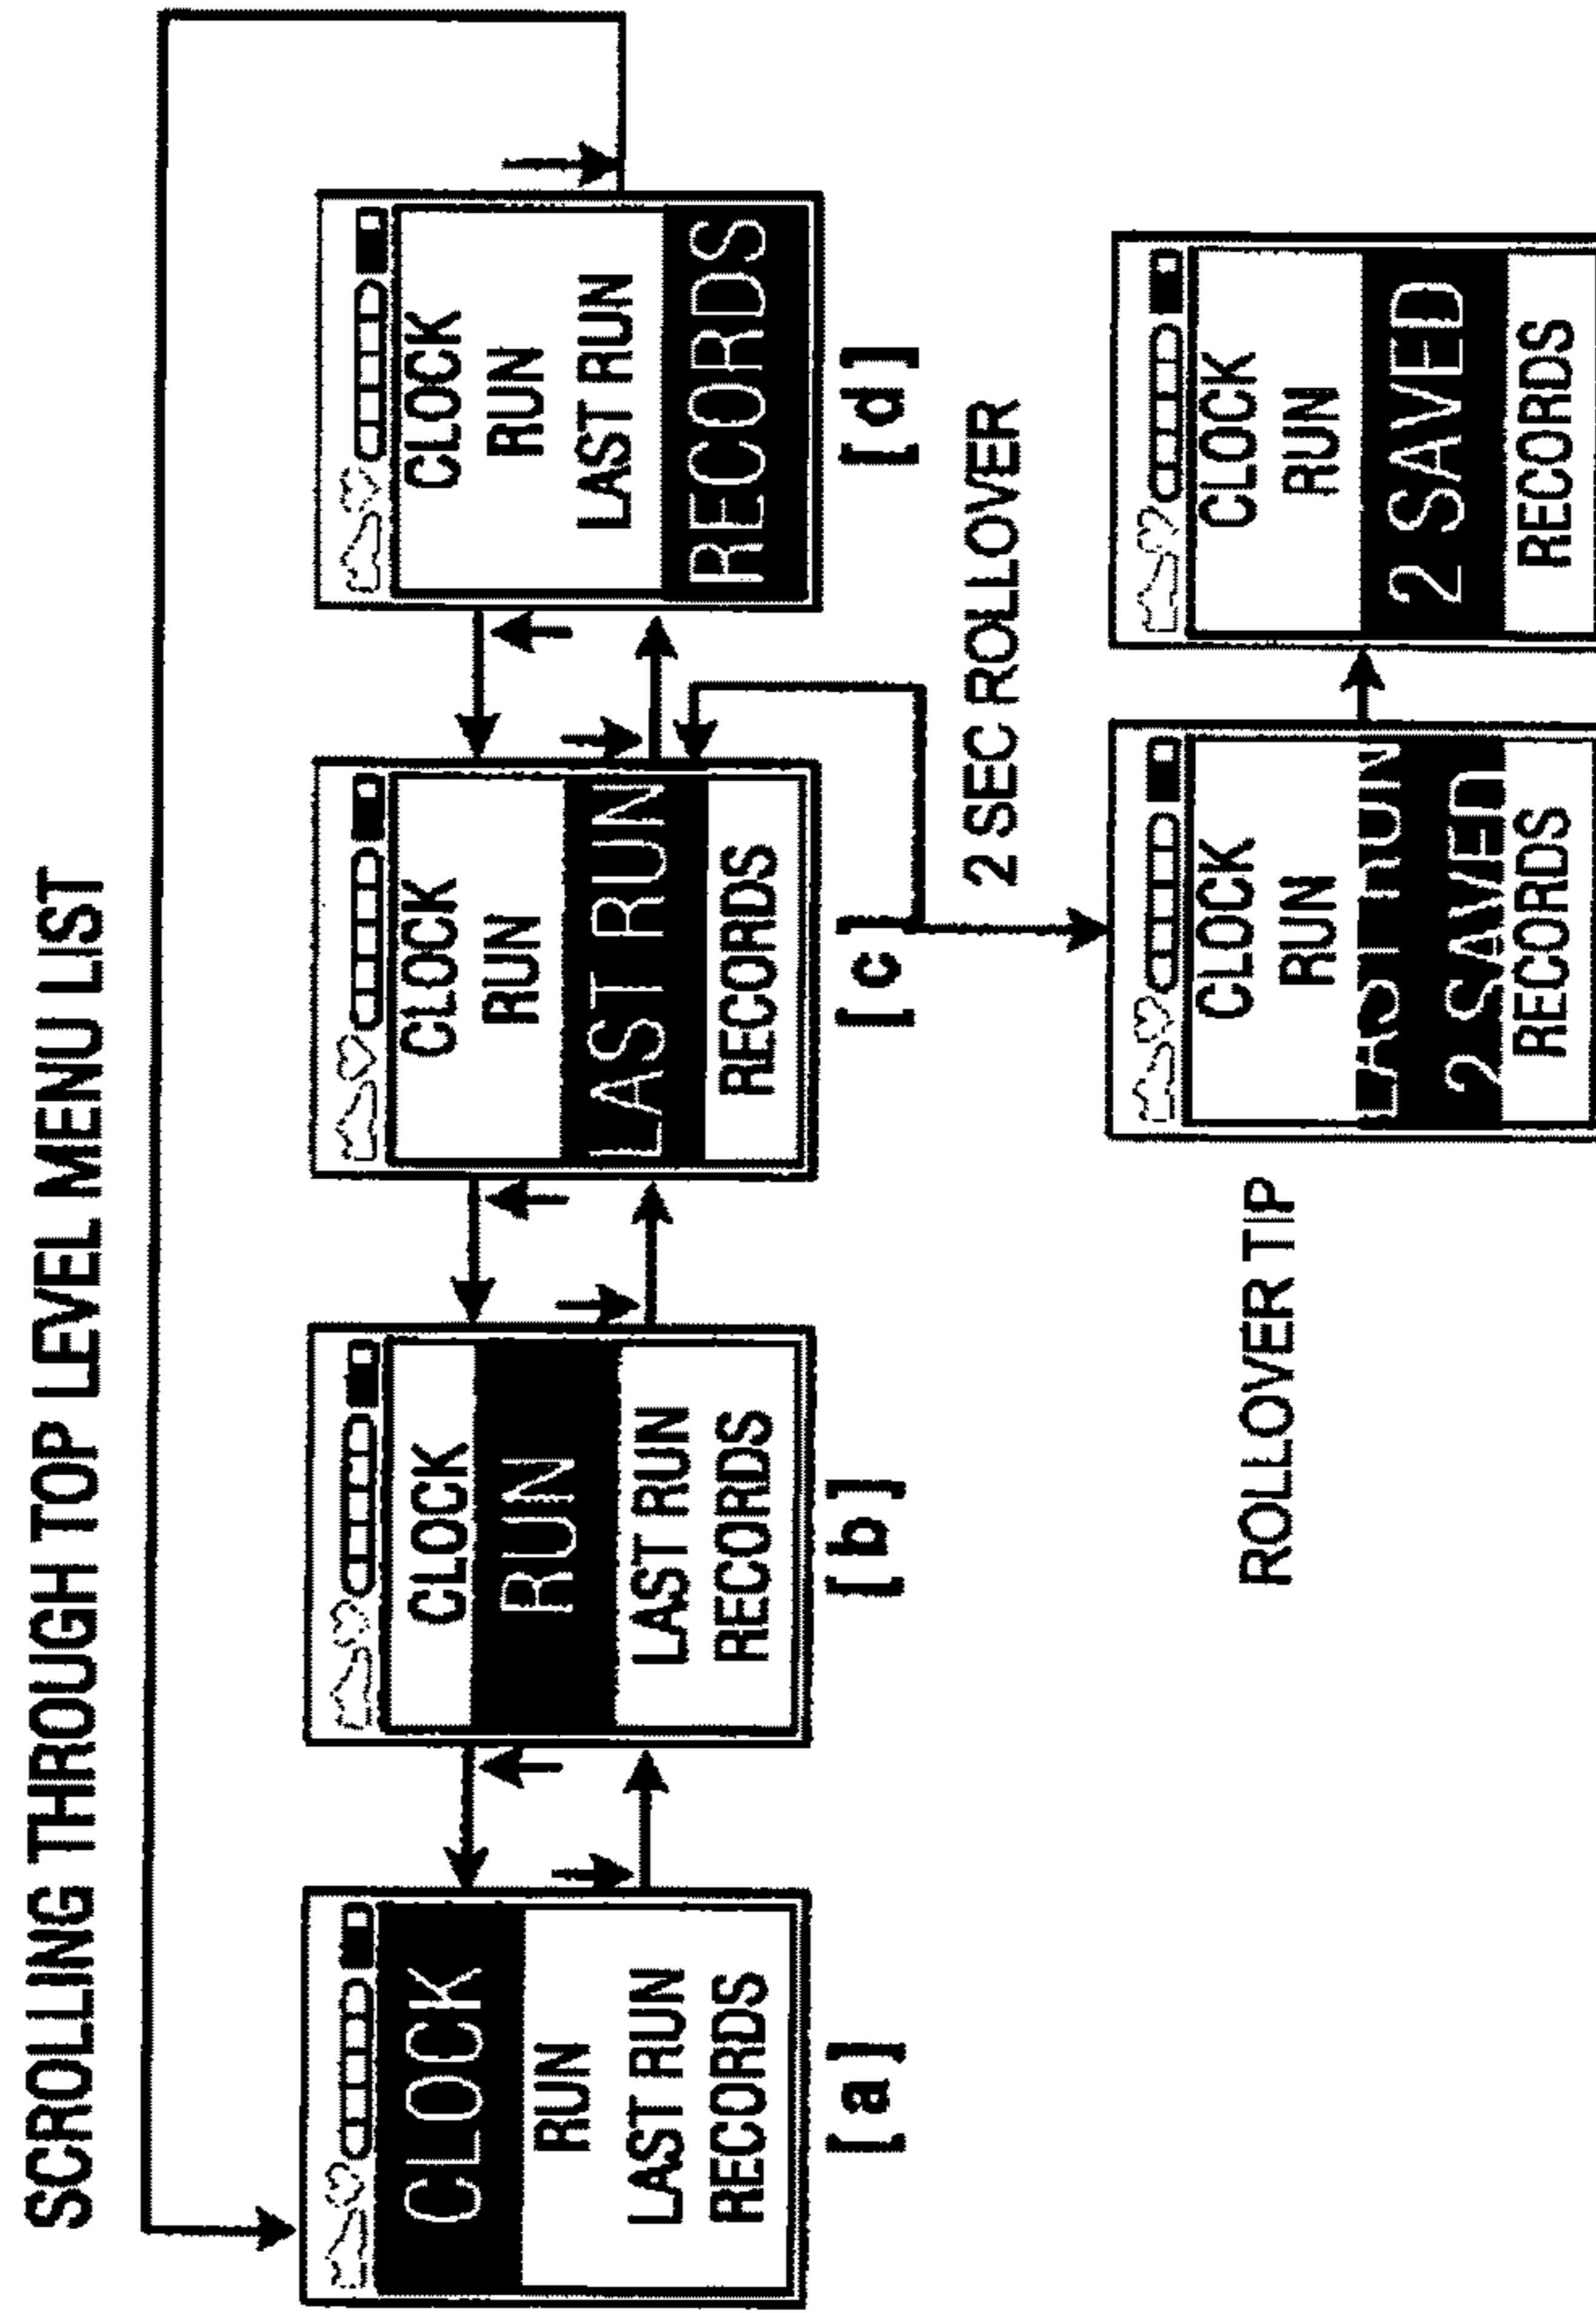 SCROLLING THROUGH TOP LEVEL MENU LIST
CLOCK
RUN
LAST RUN
RECORDS
[ a ]
CLOCK
RUN
LAST RUN
RECORDS
[ b ]
CLOCK
RUN
LAST RUN
RECORDS
[ c ]
CLOCK
RUN
LAST RUN
RECORDS
[ d ]
2 SEC ROLLOVER
ROLLOVER TIP
CLOCK
RUN
LAST RUN
2 SAVED
RECORDS
CLOCK
RUN
2 SAVED
RECORDS